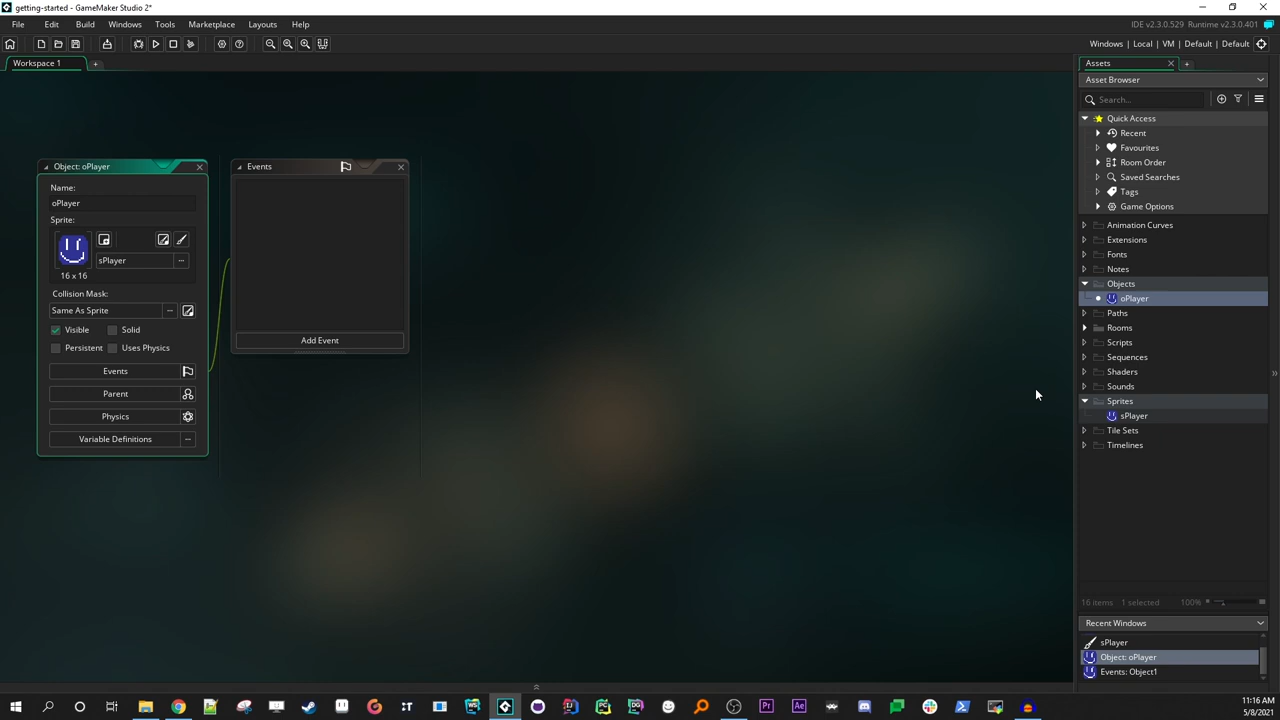 getting-started - GameMaker Studio 2*
File Edit Build Windows Tools Marketplace Layouts Help
IDE v2.3.0.529 Runtime v2.3.0.401
Windows | Local | VM | Default | Default
Workspace 1
Assets
Asset Browser
Search...
Quick Access
Recent
Favourites
Room Order
Saved Searches
Tags
Game Options
Animation Curves
Extensions
Fonts
Notes
Objects
oPlayer
Paths
Rooms
Scripts
Sequences
Shaders
Sounds
Sprites
sPlayer
Tile Sets
Timelines
16 items 1 selected 100%
Recent Windows
sPlayer
Object: oPlayer
Events: Object1
Object: oPlayer
Name:
oPlayer
Sprite:
sPlayer
16 x 16
Collision Mask:
Same As Sprite
Visible Solid
Persistent Uses Physics
Events
Parent
Physics
Variable Definitions
Events
Add Event
11:16 AM
5/8/2021